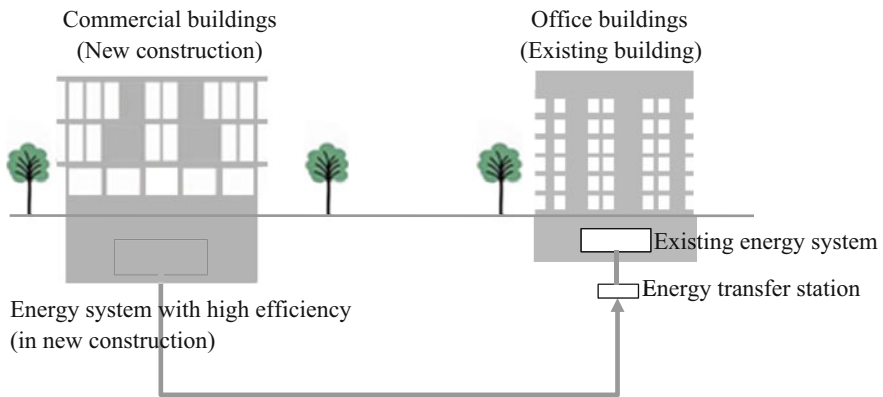 Commercial buildings
(New construction)
Office buildings
(Existing building)
Existing energy system
Energy transfer station
Energy system with high efficiency
(in new construction)